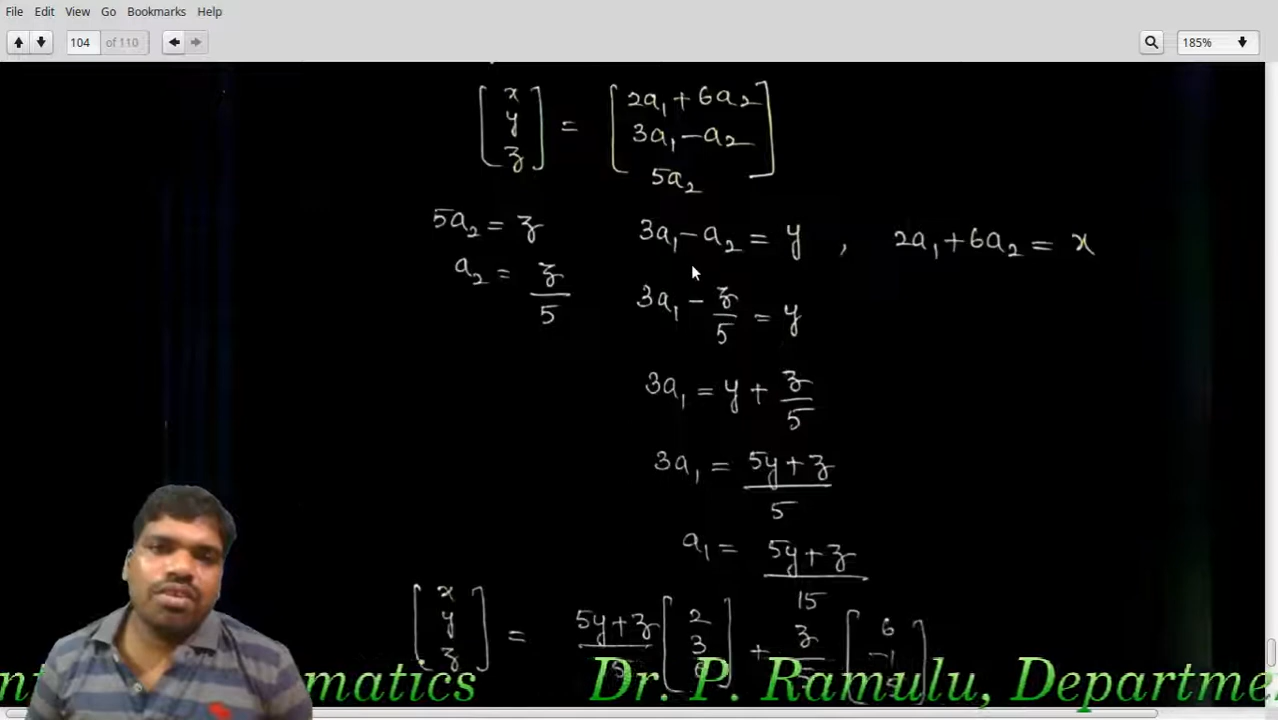 File Edit View Go Bookmarks Help
104 of 110 185%
[x y z] = [2a₁+6a₂ 3a₁-a₂ 5a₂]
5a₂ = z 3a₁-a₂ = y , 2a₁+6a₂ = x
a₂ = z/5 3a₁ - z/5 = y
3a₁ = y + z/5
3a₁ = 5y+z/5
a₁ = 5y+z/15
[x y z] = 5y+z [2 3 ] + z/5 [6 -1 ]
Dr. P. Ramulu, Departme